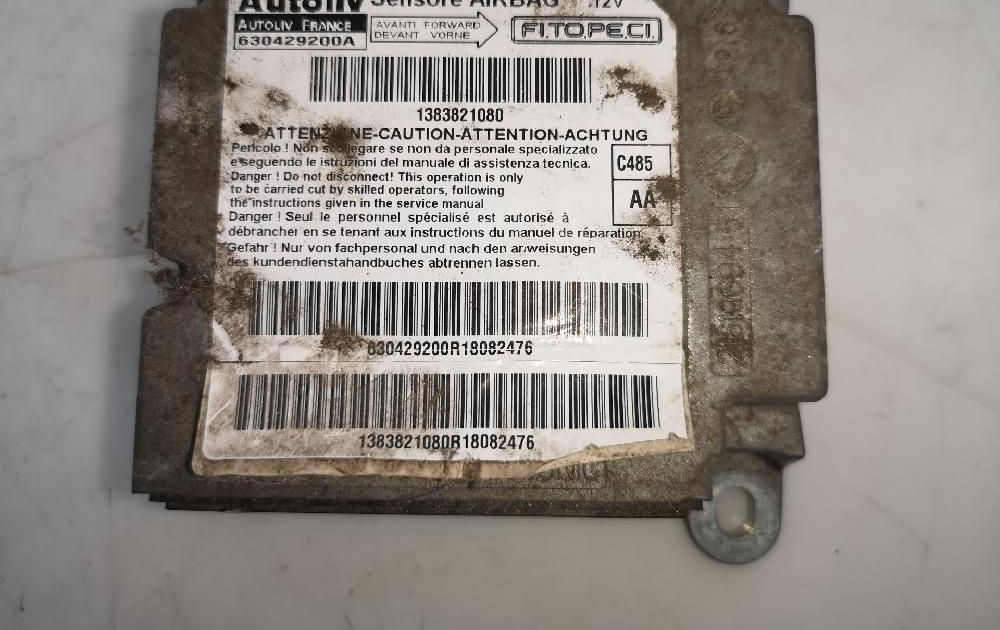 Autoliv Sensore AIRBAG 12V
AUTOLIV FRANCE
630429200A
AVANTI FORWARD
DEVANT VORNE
FI.TO.PE.CI.
1383821080
ATTENZIONE-CAUTION-ATTENTION-ACHTUNG
Pericolo ! Non scollegare se non da personale specializzato
e seguendo le istruzioni del manuale di assistenza tecnica.
Danger ! Do not disconnect! This operation is only
to be carried cut by skilled operators, following
the instructions given in the service manual
Danger ! Seul le personnel spécialisé est autorisé à
débrancher en se tenant aux instructions du manuel de réparation.
Gefahr ! Nur von fachpersonal und nach den anweisungen
des kundendienstahandbuches abtrennen lassen.
C485
AA
630429200R18082476
1383821080R18082476